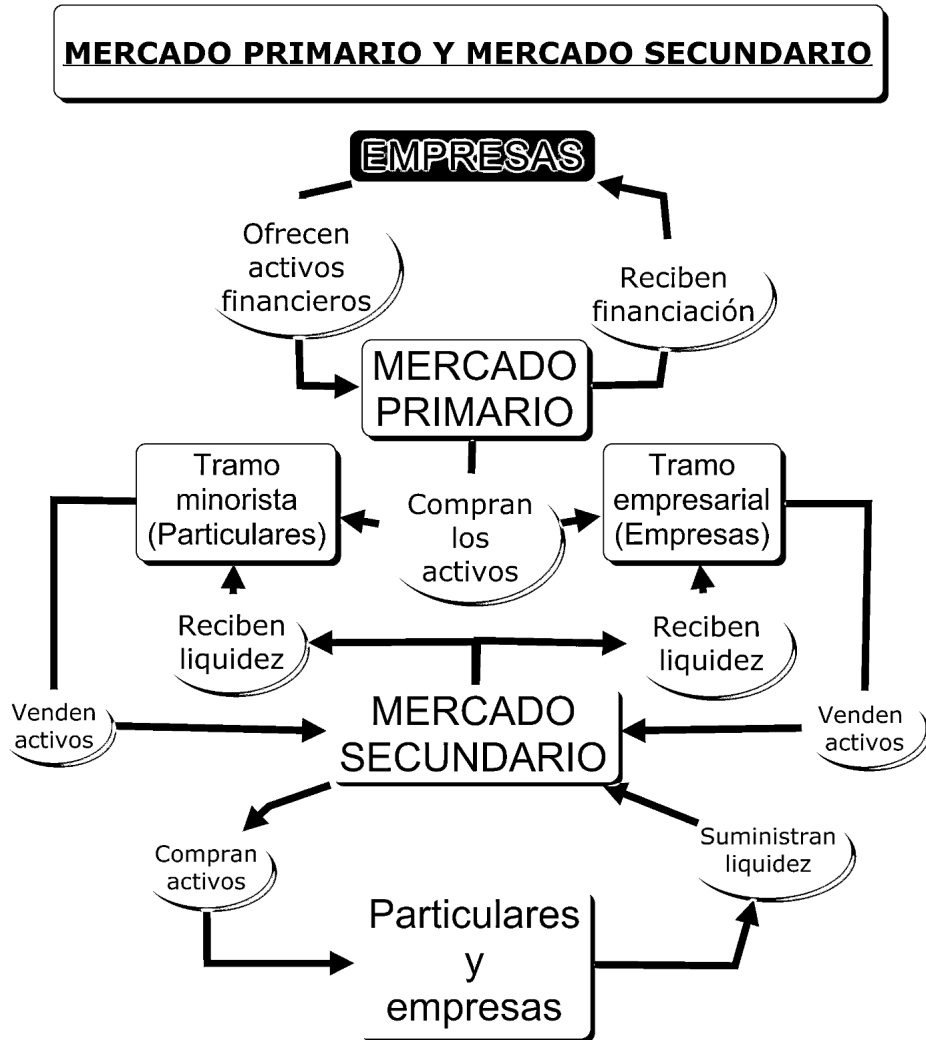 MERCADO PRIMARIO Y MERCADO SECUNDARIO
EMPRESAS
Ofrecen
activos
financieros
Reciben
financiación
MERCADO
PRIMARIO
Tramo
minorista
(Particulares)
Compran
los
activos
Tramo
empresarial
(Empresas)
Reciben
liquidez
Reciben
liquidez
Venden
activos
MERCADO
SECUNDARIO
Venden
activos
Compran
activos
Suministran
liquidez
Particulares
y
empresas